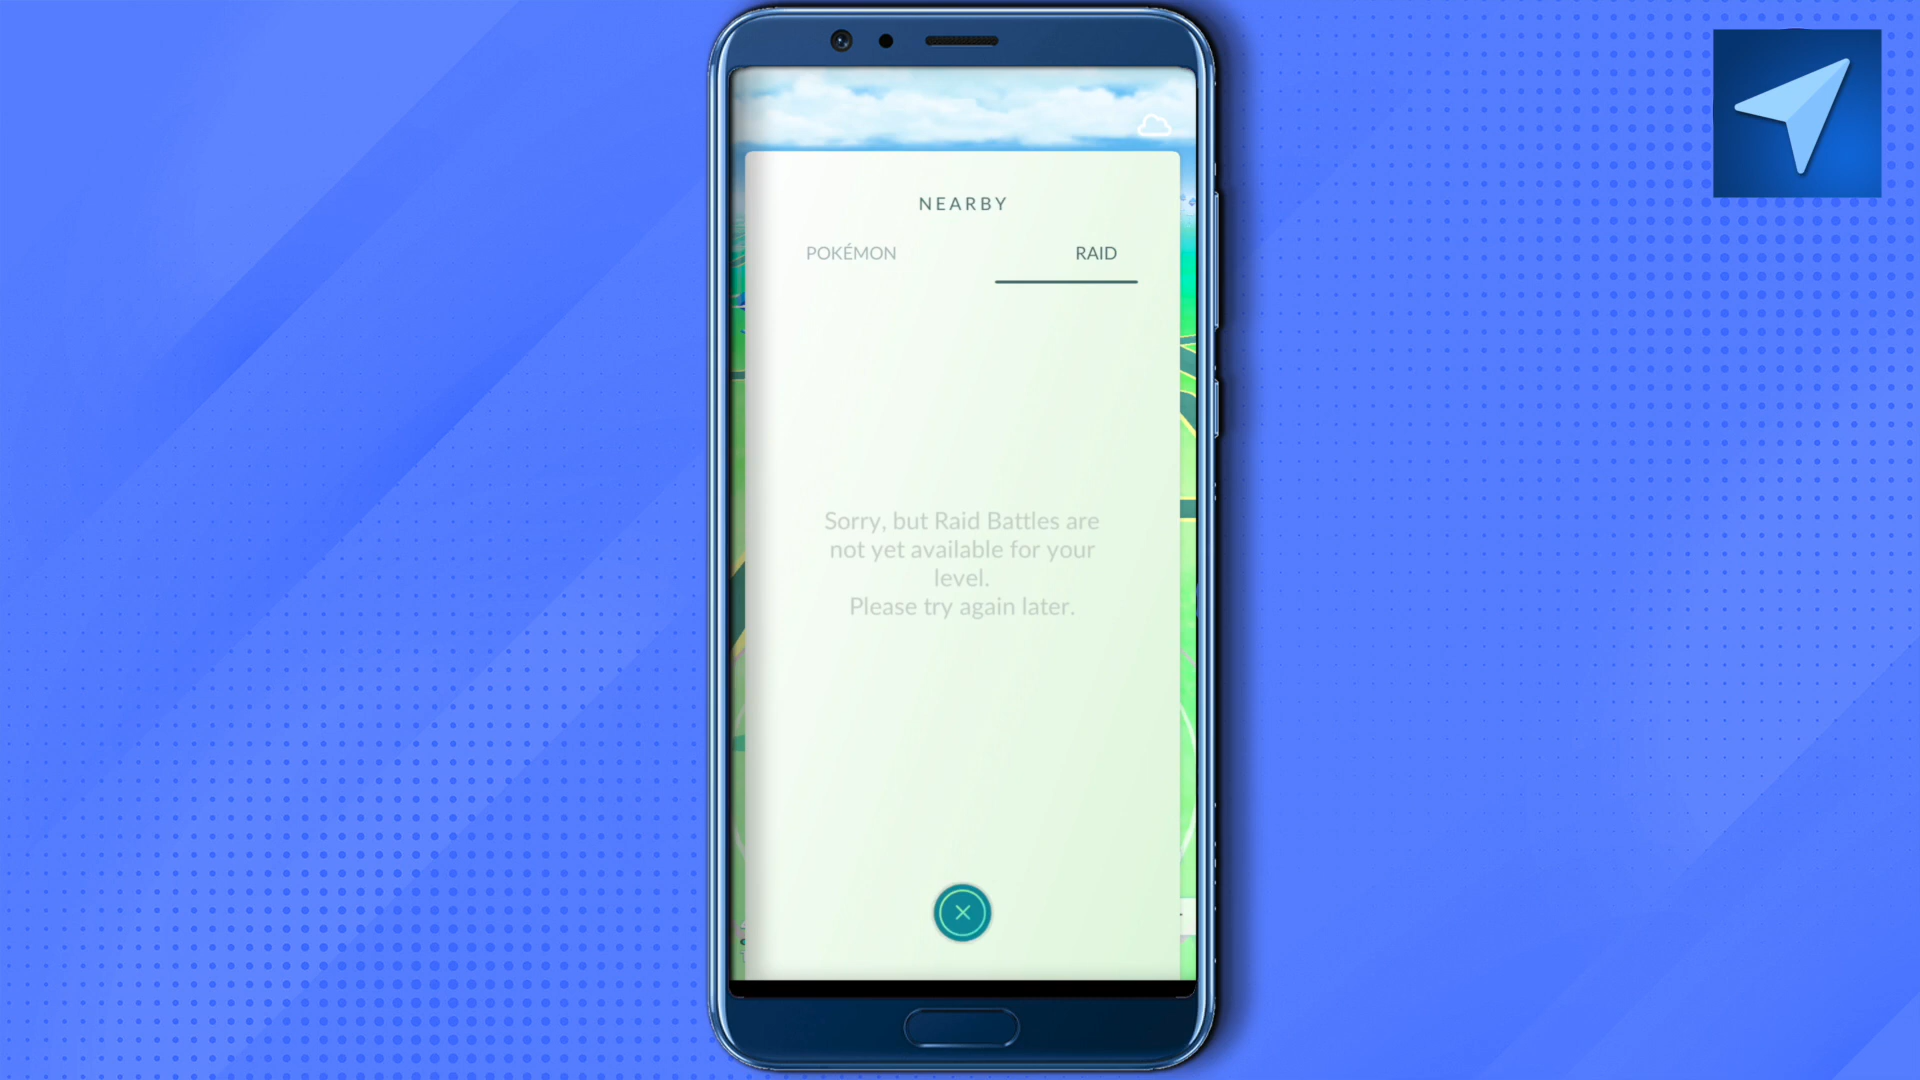 NEARBY
POKÉMON RAID
Sorry, but Raid Battles are
not yet available for your
level.
Please try again later.